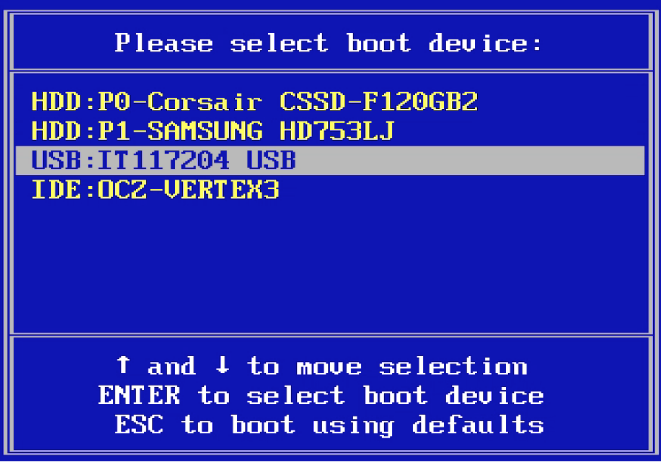 Please select boot device:
HDD:P0-Corsair CSSD-F120GB2
HDD:P1-SAMSUNG HD753LJ
USB:IT117204 USB
IDE:OCZ-VERTEX3
↑ and ↓ to move selection
ENTER to select boot device
ESC to boot using defaults